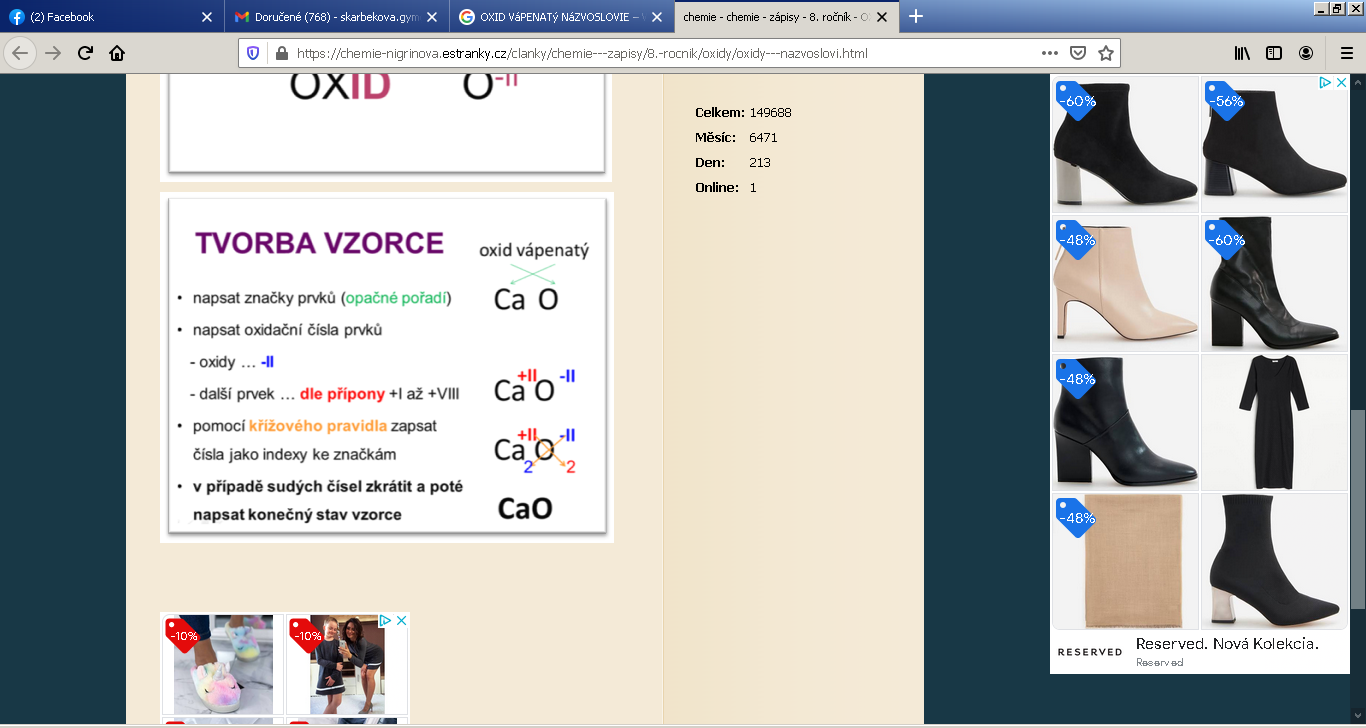 (2) Facebook
Doručené (768) - skarbekova.gym
OXID VÁPENATÝ NáZVOSLOVIE –
chemie - chemie - zápisy - 8. ročník - O
https://chemie-nigrinova.estranky.cz/clanky/chemie---zapisy/8.-rocnik/oxidy/oxidy---nazvoslovi.html
OXID O-II
Celkem: 149688
Měsíc: 6471
Den: 213
Online: 1
TVORBA VZORCE
oxid vápenatý
• napsat značky prvků (opačné pořadí)
Ca O
• napsat oxidační čísla prvků
- oxidy ... -II
- další prvek ... dle přípony +I až +VIII
+II -II
Ca O
• pomocí křížového pravidla zapsat
čísla jako indexy ke značkám
+II -II
Ca O
2 2
• v případě sudých čísel zkrátit a poté
napsat konečný stav vzorce
CaO
-10%
-10%
-60%
-56%
-48%
-60%
-48%
-48%
RESERVED
Reserved. Nová Kolekcia.
Reserved